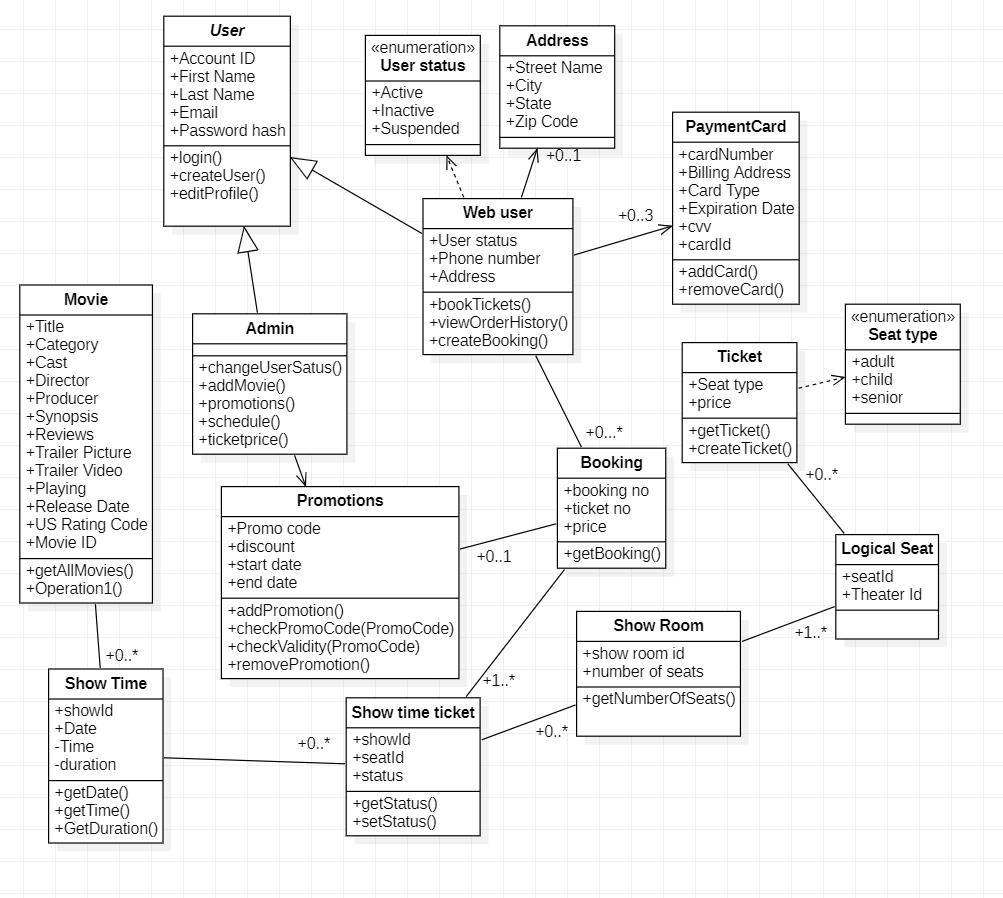 User
+Account ID
+First Name
+Last Name
+Email
+Password hash
+login()
+createUser()
+editProfile()
«enumeration»
User status
+Active
+Inactive
+Suspended
Address
+Street Name
+City
+State
+Zip Code
+0..1
PaymentCard
+cardNumber
+Billing Address
+Card Type
+Expiration Date
+cvv
+cardId
+addCard()
+removeCard()
+0..3
Web user
+User status
+Phone number
+Address
+bookTickets()
+viewOrderHistory()
+createBooking()
Movie
+Title
+Category
+Cast
+Director
+Producer
+Synopsis
+Reviews
+Trailer Picture
+Trailer Video
+Playing
+Release Date
+US Rating Code
+Movie ID
+getAllMovies()
+Operation1()
Admin
+changeUserSatus()
+addMovie()
+promotions()
+schedule()
+ticketprice()
«enumeration»
Seat type
+adult
+child
+senior
Ticket
+Seat type
+price
+getTicket()
+createTicket()
+0..*
+0...*
Booking
+booking no
+ticket no
+price
+getBooking()
Promotions
+Promo code
+discount
+start date
+end date
+addPromotion()
+checkPromoCode(PromoCode)
+checkValidity(PromoCode)
+removePromotion()
+0..1
Logical Seat
+seatId
+Theater Id
+1..*
Show Room
+show room id
+number of seats
+getNumberOfSeats()
+0..*
+0..*
Show Time
+showId
+Date
-Time
-duration
+getDate()
+getTime()
+GetDuration()
+0..*
+1..*
Show time ticket
+showId
+seatId
+status
+getStatus()
+setStatus()